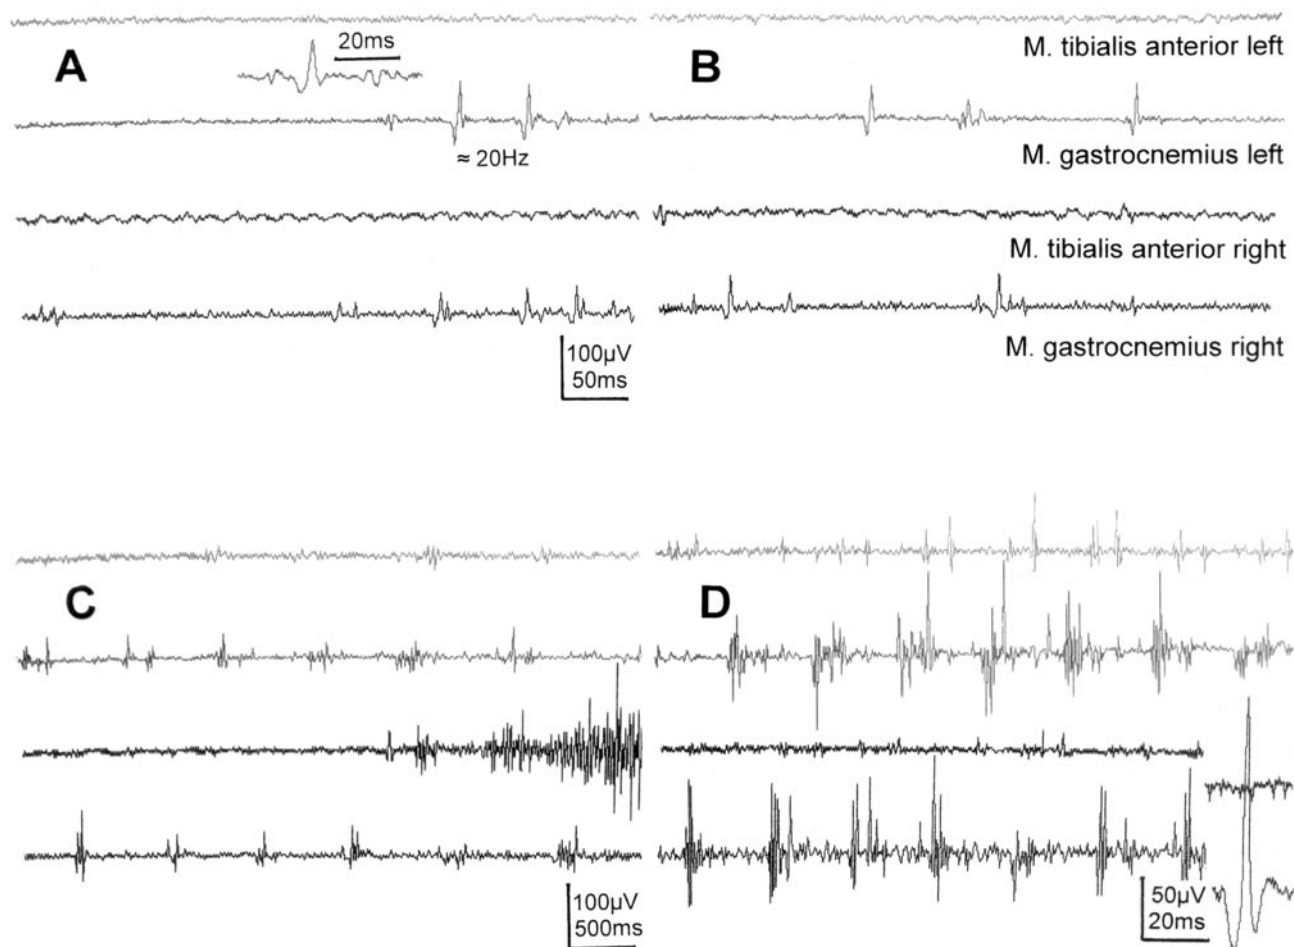 A
20ms
≈ 20Hz
B
M. tibialis anterior left
M. gastrocnemius left
M. tibialis anterior right
M. gastrocnemius right
100µV
50ms
C
D
100µV
500ms
50µV
20ms